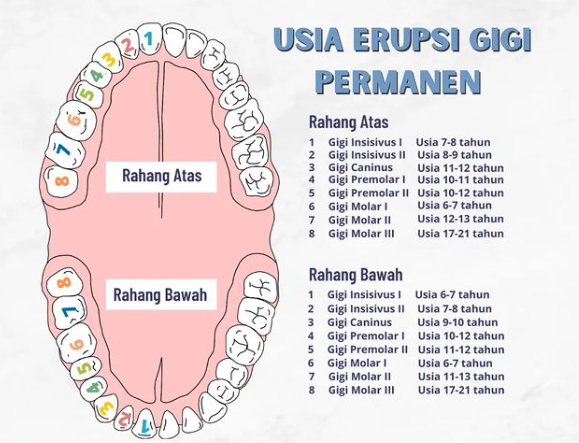 USIA ERUPSI GIGI
PERMANEN
Rahang Atas
1 Gigi Insisivus I Usia 7-8 tahun
2 Gigi Insisivus II Usia 8-9 tahun
3 Gigi Caninus Usia 11-12 tahun
4 Gigi Premolar I Usia 10-11 tahun
5 Gigi Premolar II Usia 10-12 tahun
6 Gigi Molar I Usia 6-7 tahun
7 Gigi Molar II Usia 12-13 tahun
8 Gigi Molar III Usia 17-21 tahun
Rahang Bawah
1 Gigi Insisivus I Usia 6-7 tahun
2 Gigi Insisivus II Usia 7-8 tahun
3 Gigi Caninus Usia 9-10 tahun
4 Gigi Premolar I Usia 10-12 tahun
5 Gigi Premolar II Usia 11-12 tahun
6 Gigi Molar I Usia 6-7 tahun
7 Gigi Molar II Usia 11-13 tahun
8 Gigi Molar III Usia 17-21 tahun
1
2
3
4
5
6
7
8
Rahang Atas
Rahang Bawah
8
7
6
5
4
3
2
1